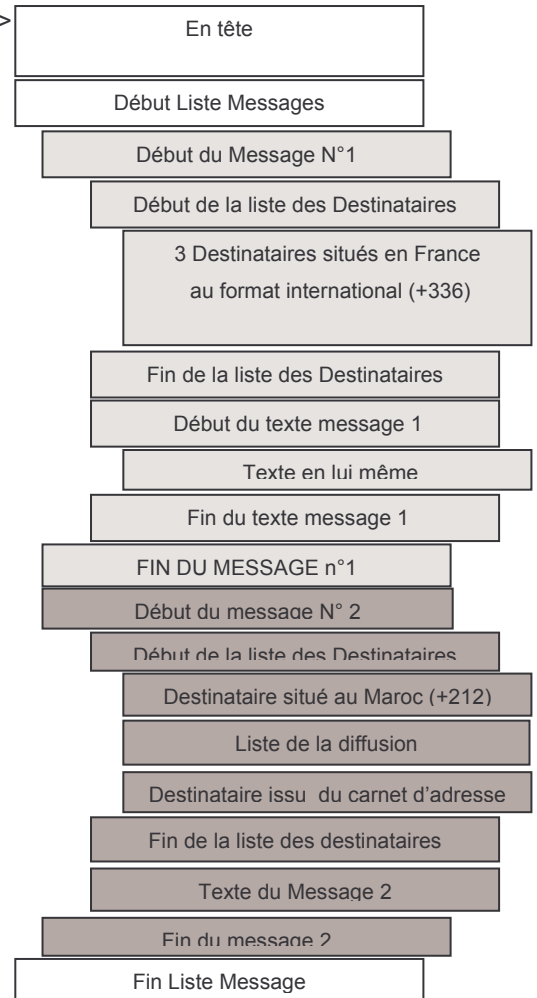 >
En tête
Début Liste Messages
Début du Message N°1
Début de la liste des Destinataires
3 Destinataires situés en France
au format international (+336)
Fin de la liste des Destinataires
Début du texte message 1
Texte en lui même
Fin du texte message 1
FIN DU MESSAGE n°1
Début du message N° 2
Début de la liste des Destinataires
Destinataire situé au Maroc (+212)
Liste de la diffusion
Destinataire issu du carnet d’adresse
Fin de la liste des destinataires
Texte du Message 2
Fin du message 2
Fin Liste Message